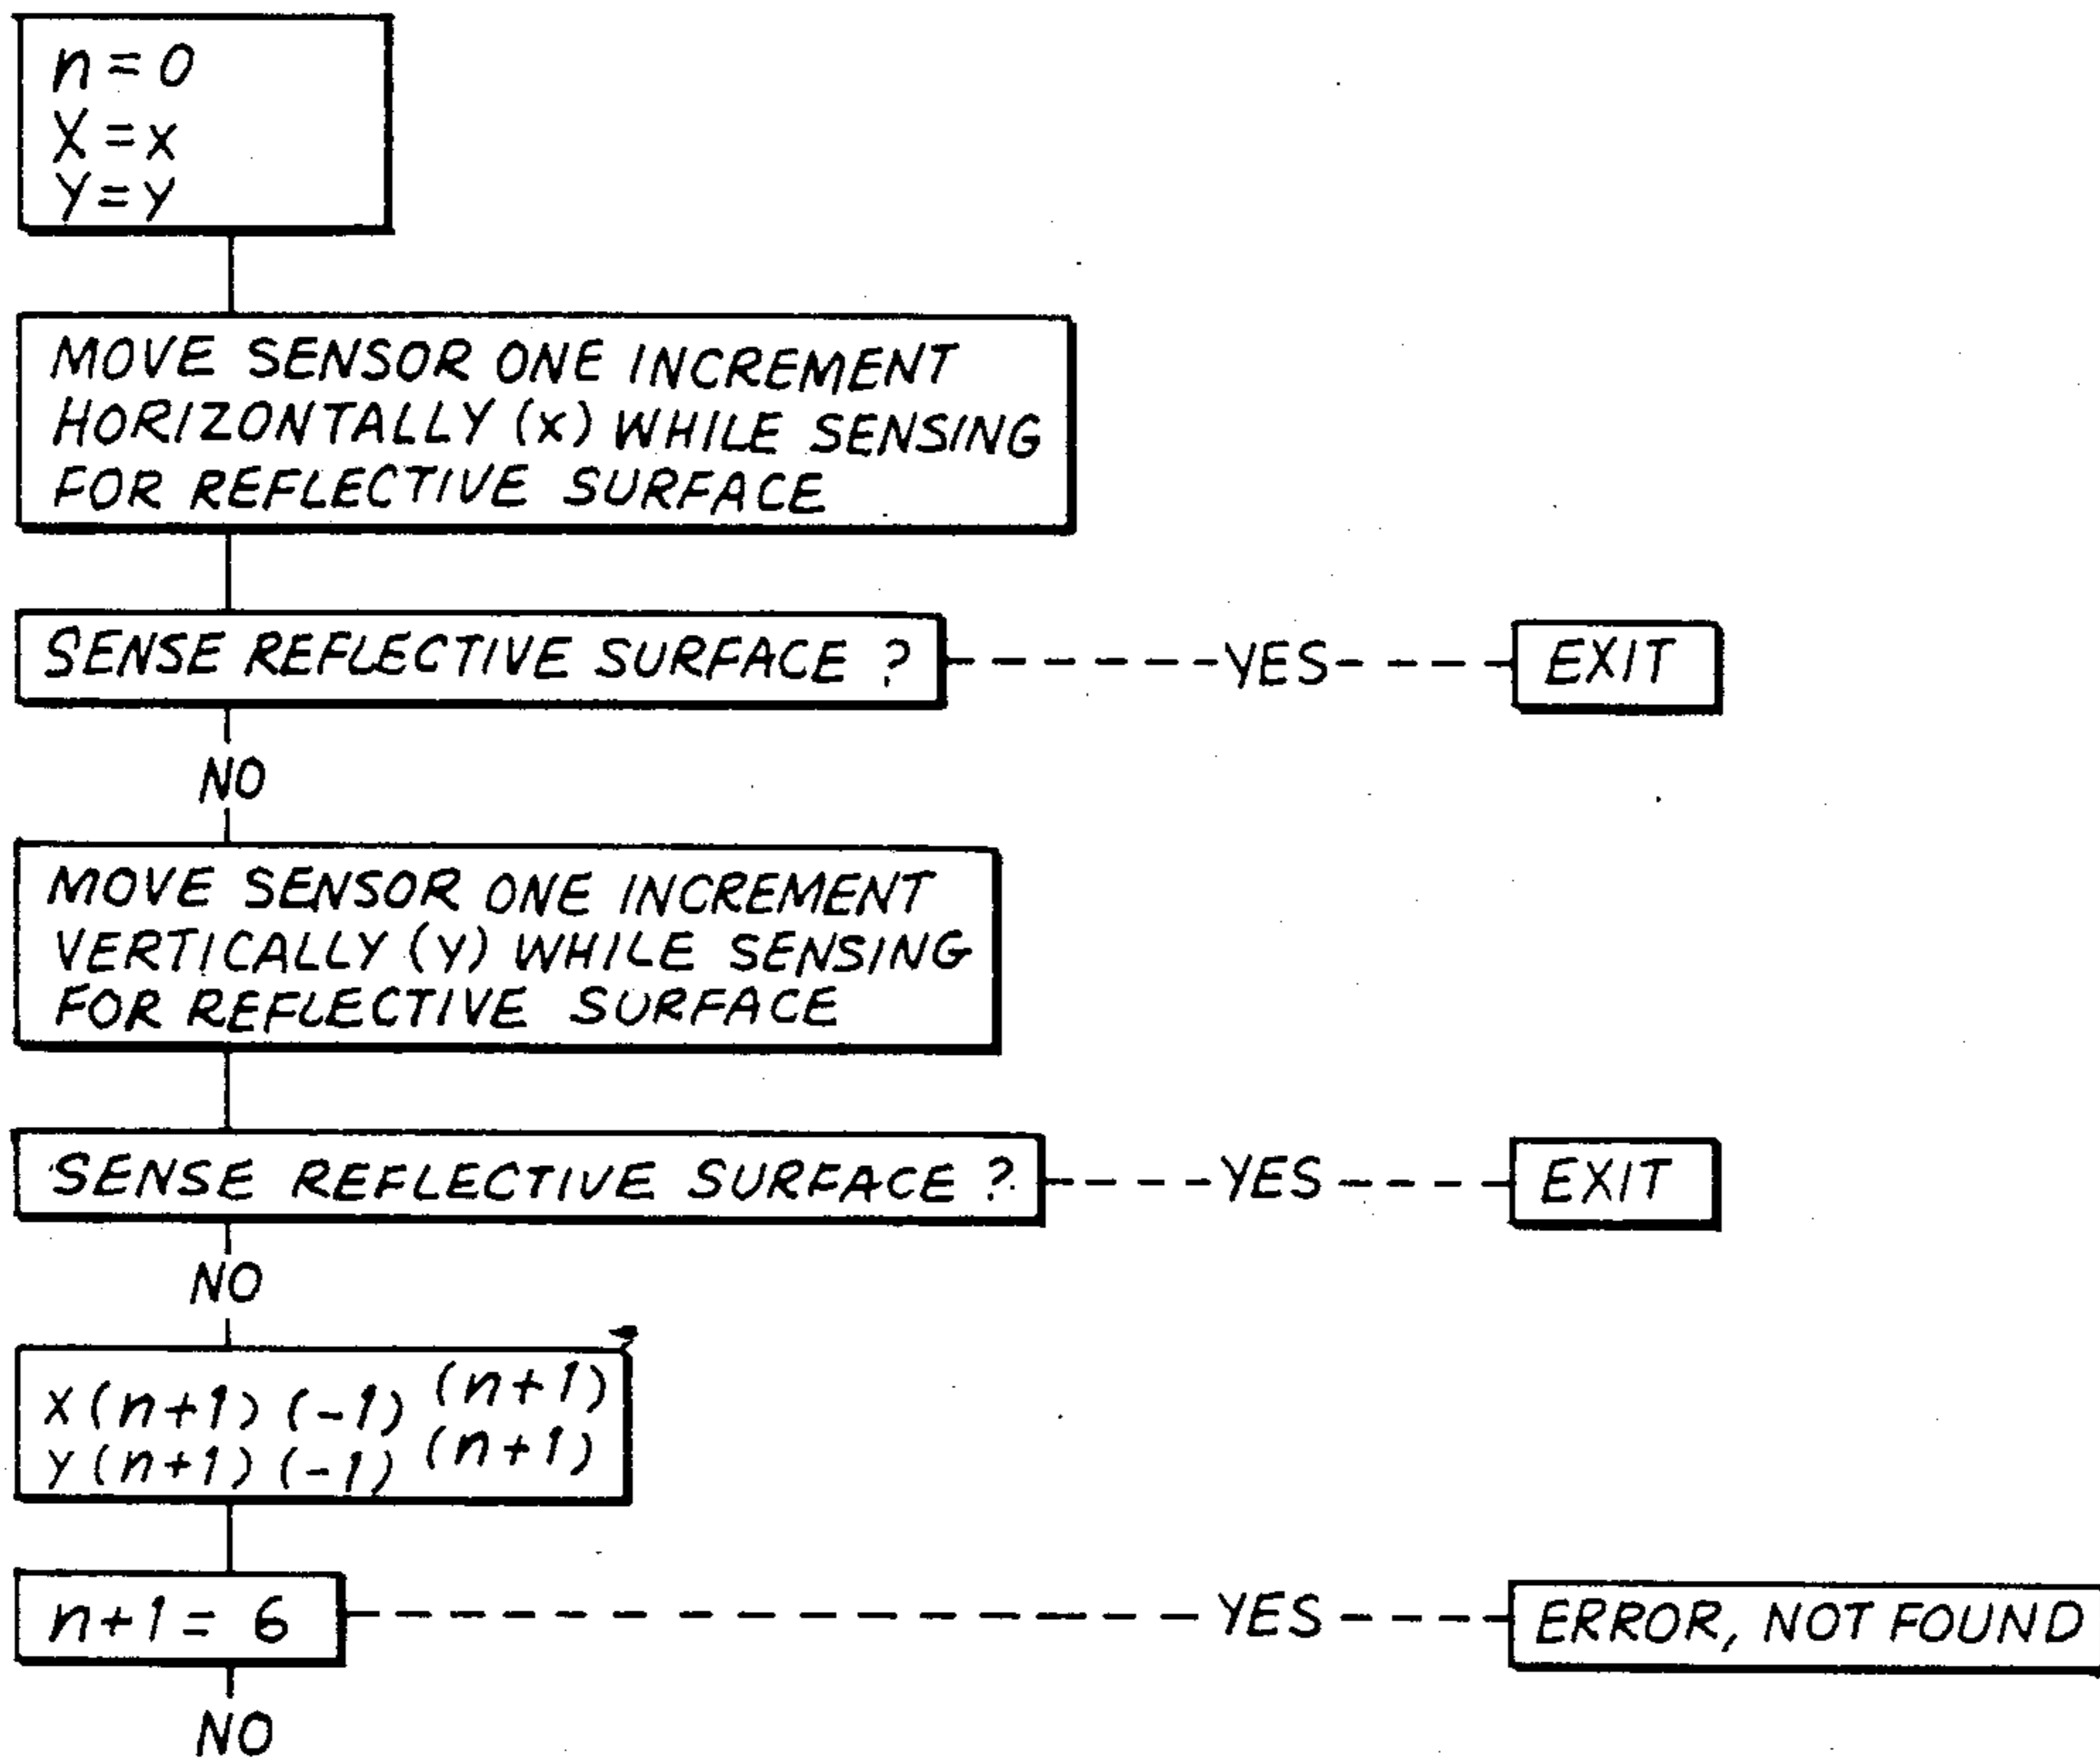 n = 0
X = x
Y = y
MOVE SENSOR ONE INCREMENT
HORIZONTALLY (x) WHILE SENSING
FOR REFLECTIVE SURFACE
SENSE REFLECTIVE SURFACE ?
YES
EXIT
NO
MOVE SENSOR ONE INCREMENT
VERTICALLY (Y) WHILE SENSING
FOR REFLECTIVE SURFACE
SENSE REFLECTIVE SURFACE ?
YES
EXIT
NO
x (n+1) (-1) (n+1)
y (n+1) (-1) (n+1)
n+1 = 6
YES
ERROR, NOT FOUND
NO